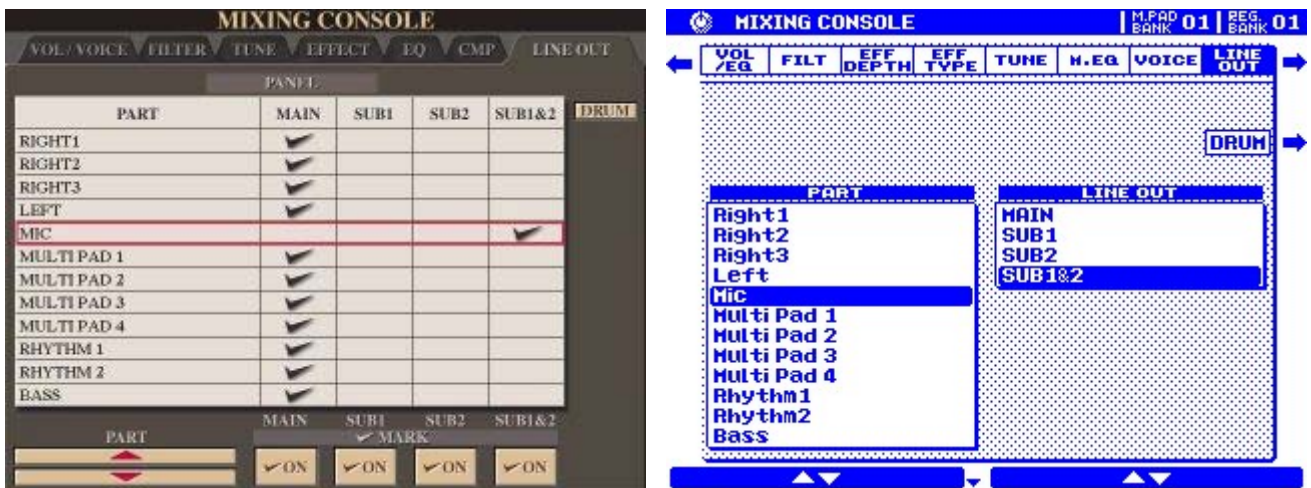 MIXING CONSOLE
VOL/VOICE FILTER TUNE EFFECT EQ CMP LINE OUT
PANEL
PART MAIN SUB1 SUB2 SUB1&2 DRUM
RIGHT1
RIGHT2
RIGHT3
LEFT
MIC
MULTI PAD 1
MULTI PAD 2
MULTI PAD 3
MULTI PAD 4
RHYTHM 1
RHYTHM 2
BASS
MAIN SUB1 SUB2 SUB1&2
PART MARK
ON ON ON ON
MIXING CONSOLE M.PAD BANK 01 REG. BANK 01
VOL /EQ FILT EFF DEPTH EFF TYPE TUNE M.EQ VOICE LINE OUT
DRUM
PART
Right1
Right2
Right3
Left
Mic
Multi Pad 1
Multi Pad 2
Multi Pad 3
Multi Pad 4
Rhythm1
Rhythm2
Bass
LINE OUT
MAIN
SUB1
SUB2
SUB1&2